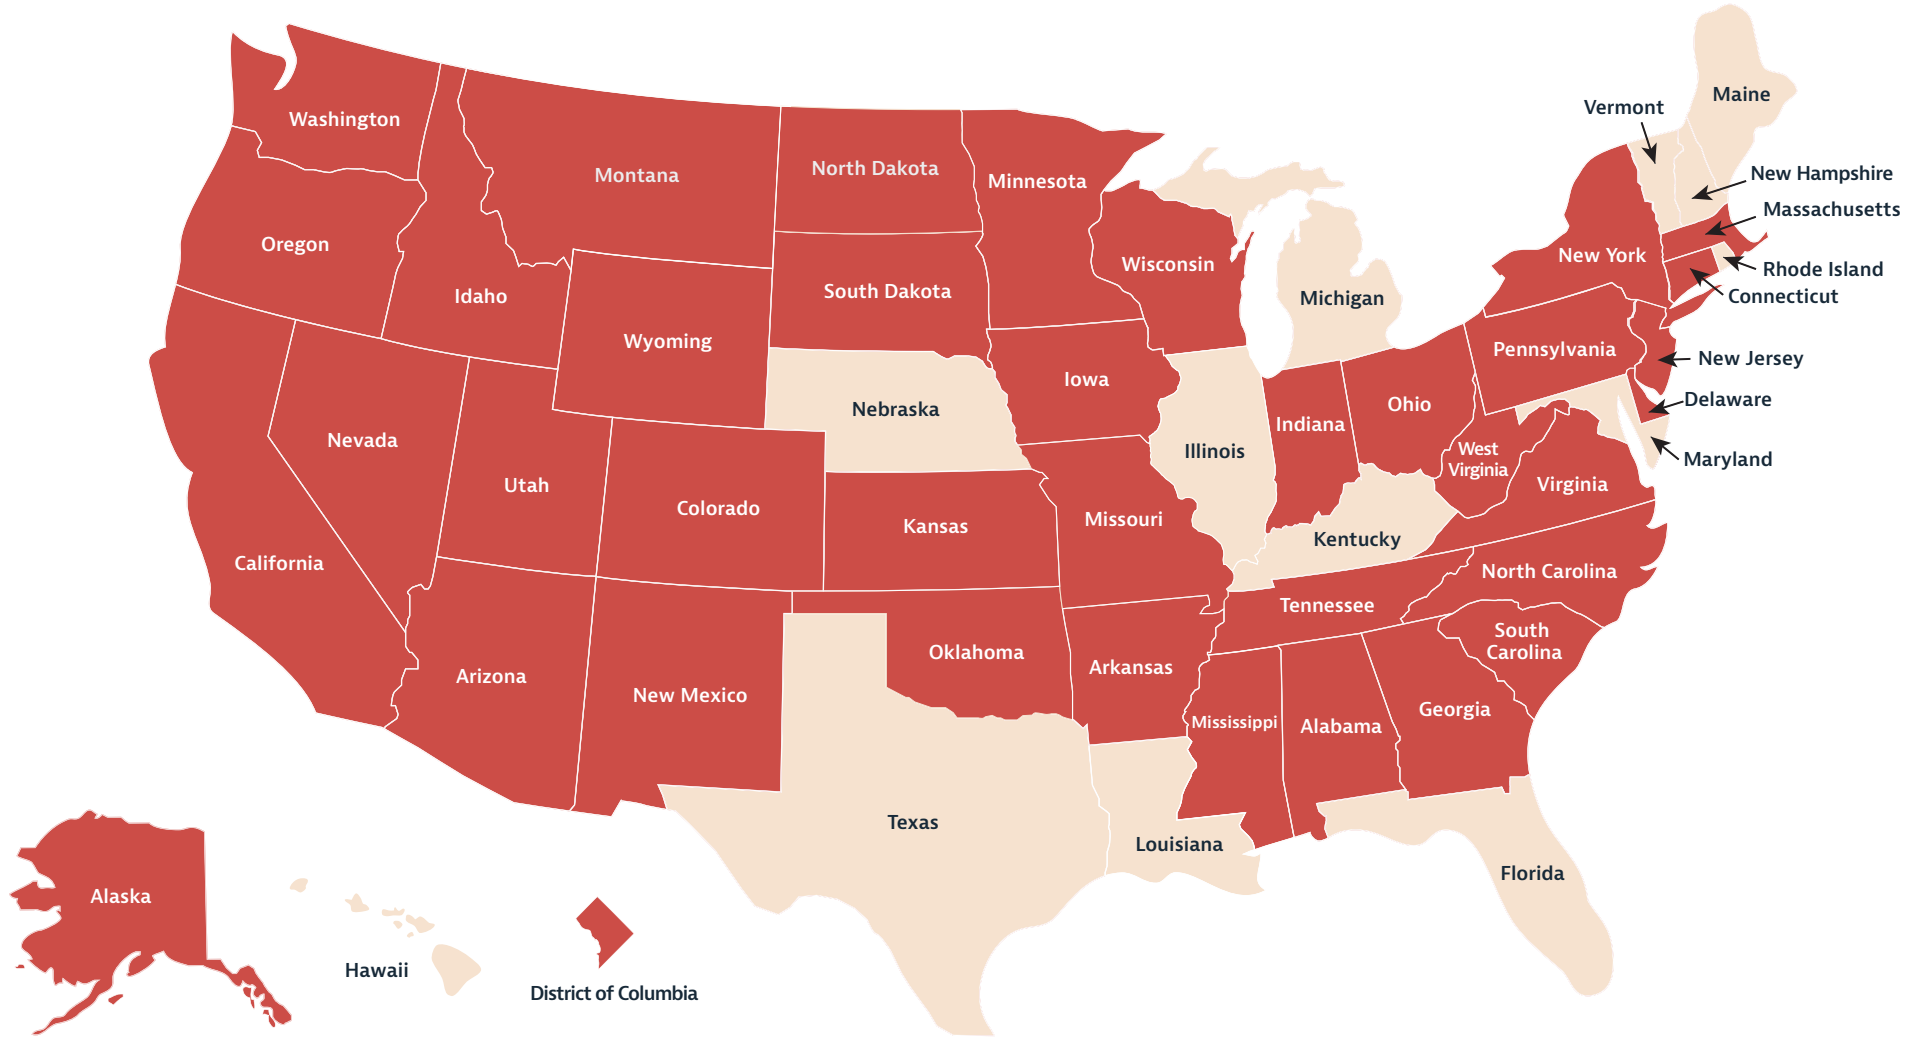 Maine
Vermont
Washington
New Hampshire
North Dakota
Montana
Minnesota
Massachusetts
Oregon
New York
Wisconsin
Rhode Island
South Dakota
Idaho
Connecticut
Michigan
Wyoming
Pennsylvania
New Jersey
Iowa
Delaware
Ohio
Nebraska
Indiana
Nevada
Illinois
West
Virginia
Maryland
Utah
Virginia
Colorado
Missouri
Kansas
Kentucky
California
North Carolina
Tennessee
South
Carolina
Oklahoma
Arkansas
Arizona
New Mexico
Georgia
Mississippi
Alabama
Texas
Louisiana
Florida
Alaska
Hawaii
District of Columbia